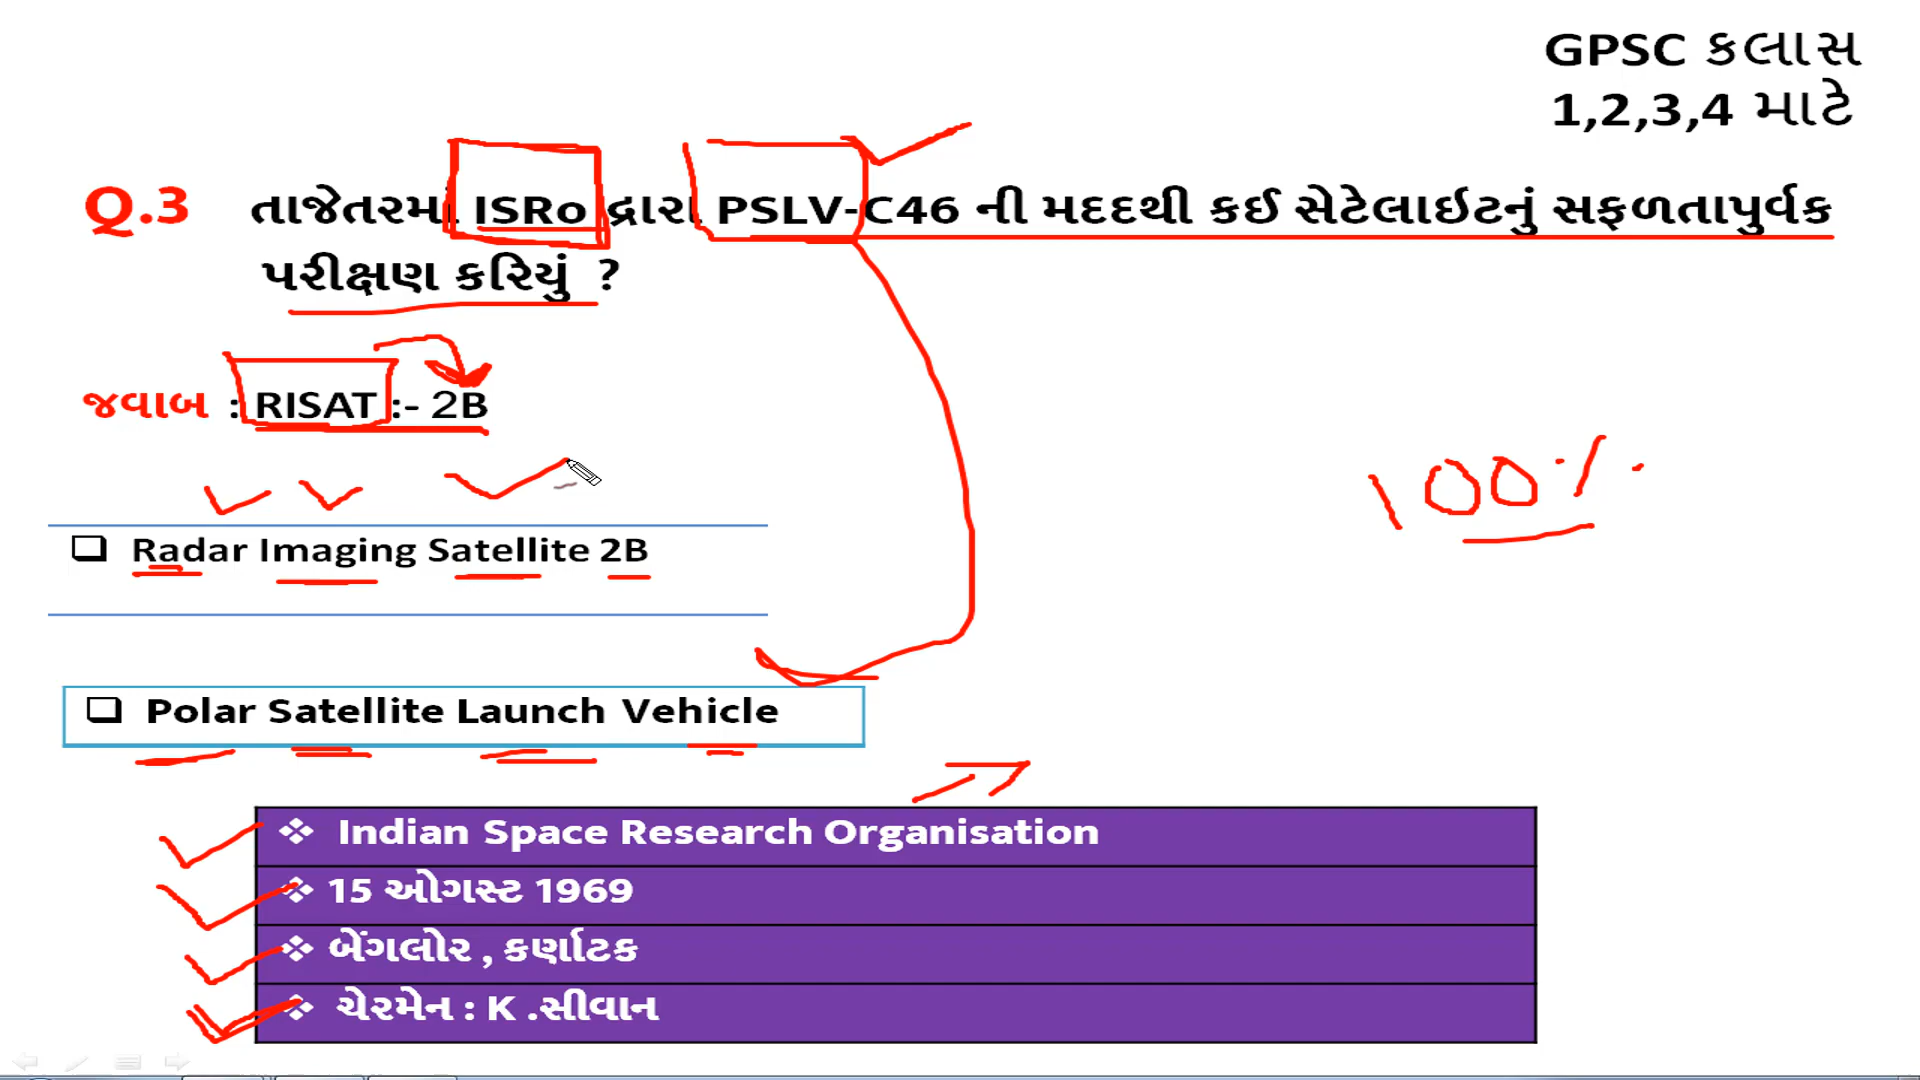 GPSC કલાસ
1,2,3,4 માટે
Q.3 તાજેતરમાં ISRo દ્વારા PSLV-C46 ની મદદથી કઈ સેટેલાઇટનું સફળતાપુર્વક
પરીક્ષણ કરિયું ?
જવાબ : RISAT :- 2B
100%.
❑ Radar Imaging Satellite 2B
❑ Polar Satellite Launch Vehicle
❖ Indian Space Research Organisation
❖ 15 ઓગસ્ટ 1969
❖ બેંગલોર , કર્ણાટક
❖ ચેરમેન : K .સીવાન